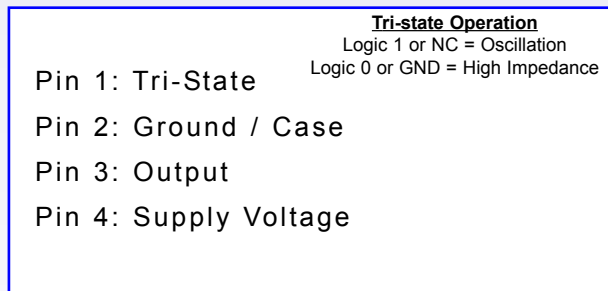 Tri-state Operation
Logic 1 or NC = Oscillation
Logic 0 or GND = High Impedance
Pin 1: Tri-State
Pin 2: Ground / Case
Pin 3: Output
Pin 4: Supply Voltage